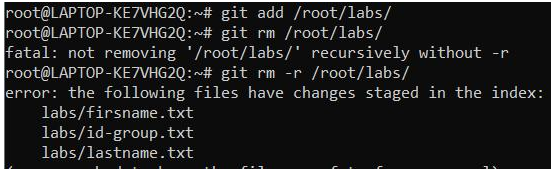 root@LAPTOP-KE7VHG2Q:~# git add /root/labs/
root@LAPTOP-KE7VHG2Q:~# git rm /root/labs/
fatal: not removing '/root/labs/' recursively without -r
root@LAPTOP-KE7VHG2Q:~# git rm -r /root/labs/
error: the following files have changes staged in the index:
    labs/firsname.txt
    labs/id-group.txt
    labs/lastname.txt